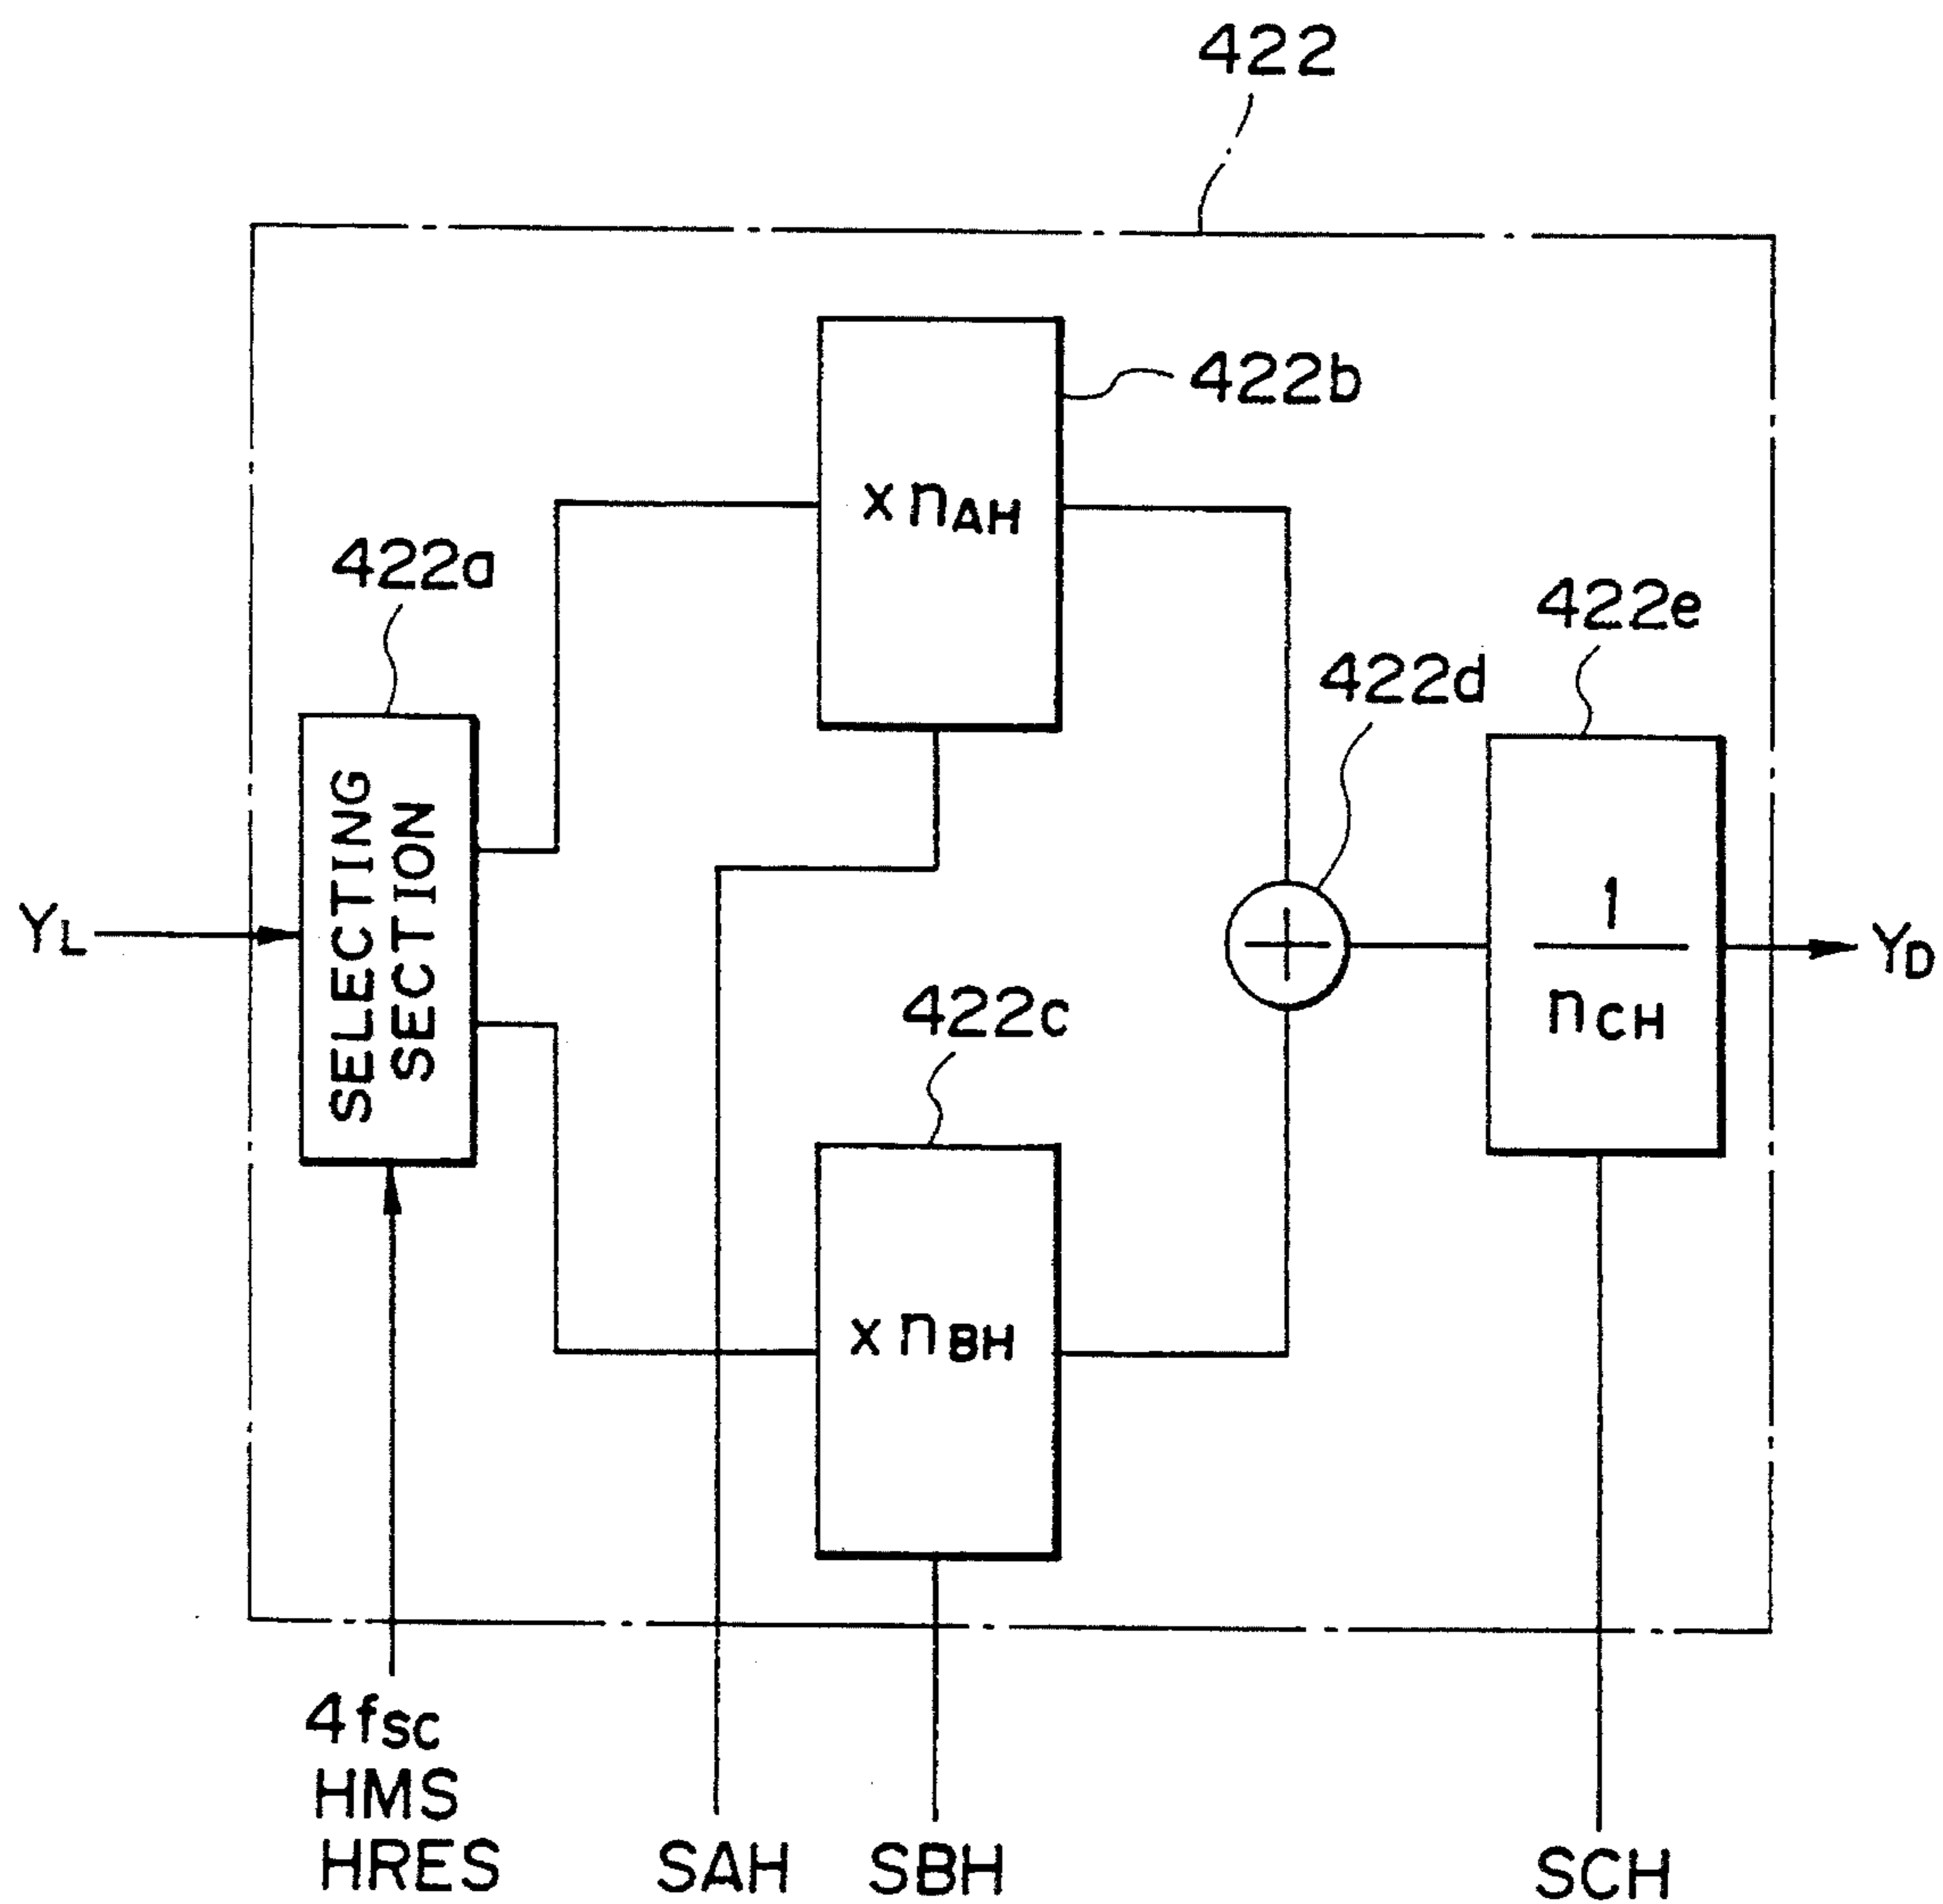 422
422b
x nAH
422a
422e
422d
SELECTING
SECTION
1
nCH
YL
YD
422c
x nBH
4fsc
HMS
HRES
SAH
SBH
SCH